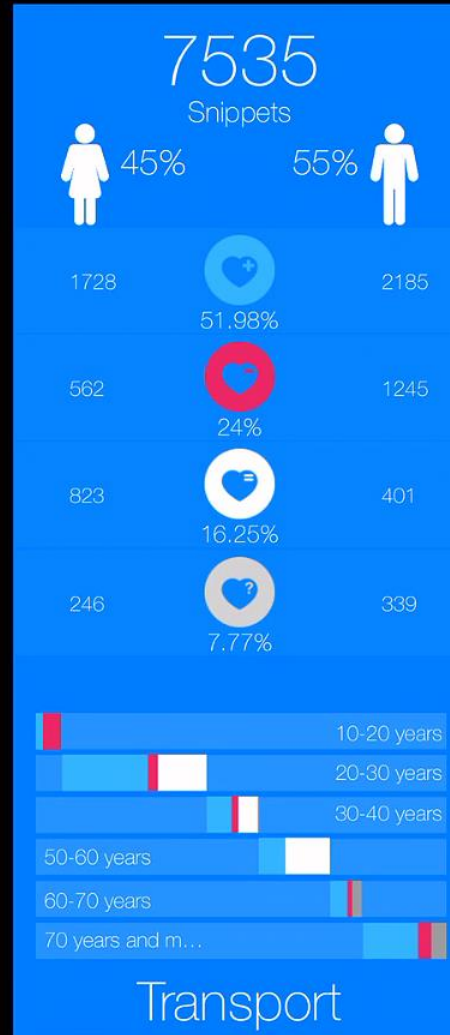 7535
Snippets
45% 55%
1728 2185
51.98%
562 1245
24%
823 401
16.25%
246 339
7.77%
10-20 years
20-30 years
30-40 years
50-60 years
60-70 years
70 years and m...
Transport